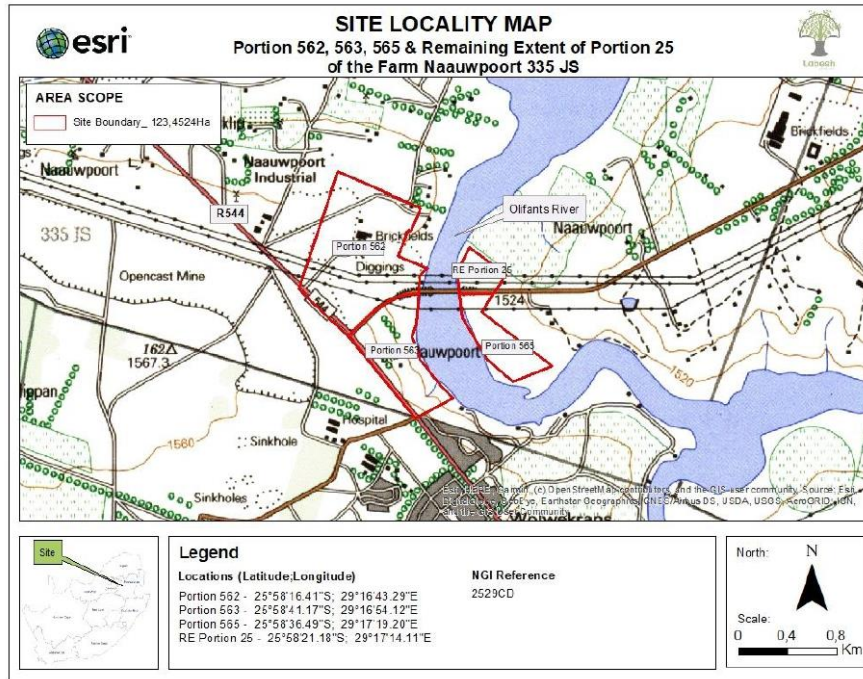 esri
SITE LOCALITY MAP
Portion 562, 563, 565 & Remaining Extent of Portion 25
of the Farm Naauwpoort 335 JS
Labesh
AREA SCOPE
Site Boundary_ 123,4524Ha
Naauwpoort
Naauwpoort
Industrial
R544
335 JS
Opencast Mine
Portion 562
Brickfields
Diggings
Olifants River
Naauwpoort
Brickfields
RE Portion 25
1524
544
162
1567.3
Portion 563
auwpoort
Portion 565
1520
ppan
1560
Sinkhole
Hospital
Sinkholes
Wolwekrans
Site
Legend
Locations (Latitude;Longitude)
Portion 562 - 25°58'16.41"S; 29°16'43.29"E
Portion 563 - 25°58'41.17"S; 29°16'54.12"E
Portion 565 - 25°58'36.49"S; 29°17'19.20"E
RE Portion 25 - 25°58'21.18"S; 29°17'14.11"E
NGI Reference
2529CD
North:
N
Scale:
0 0,4 0,8
Km